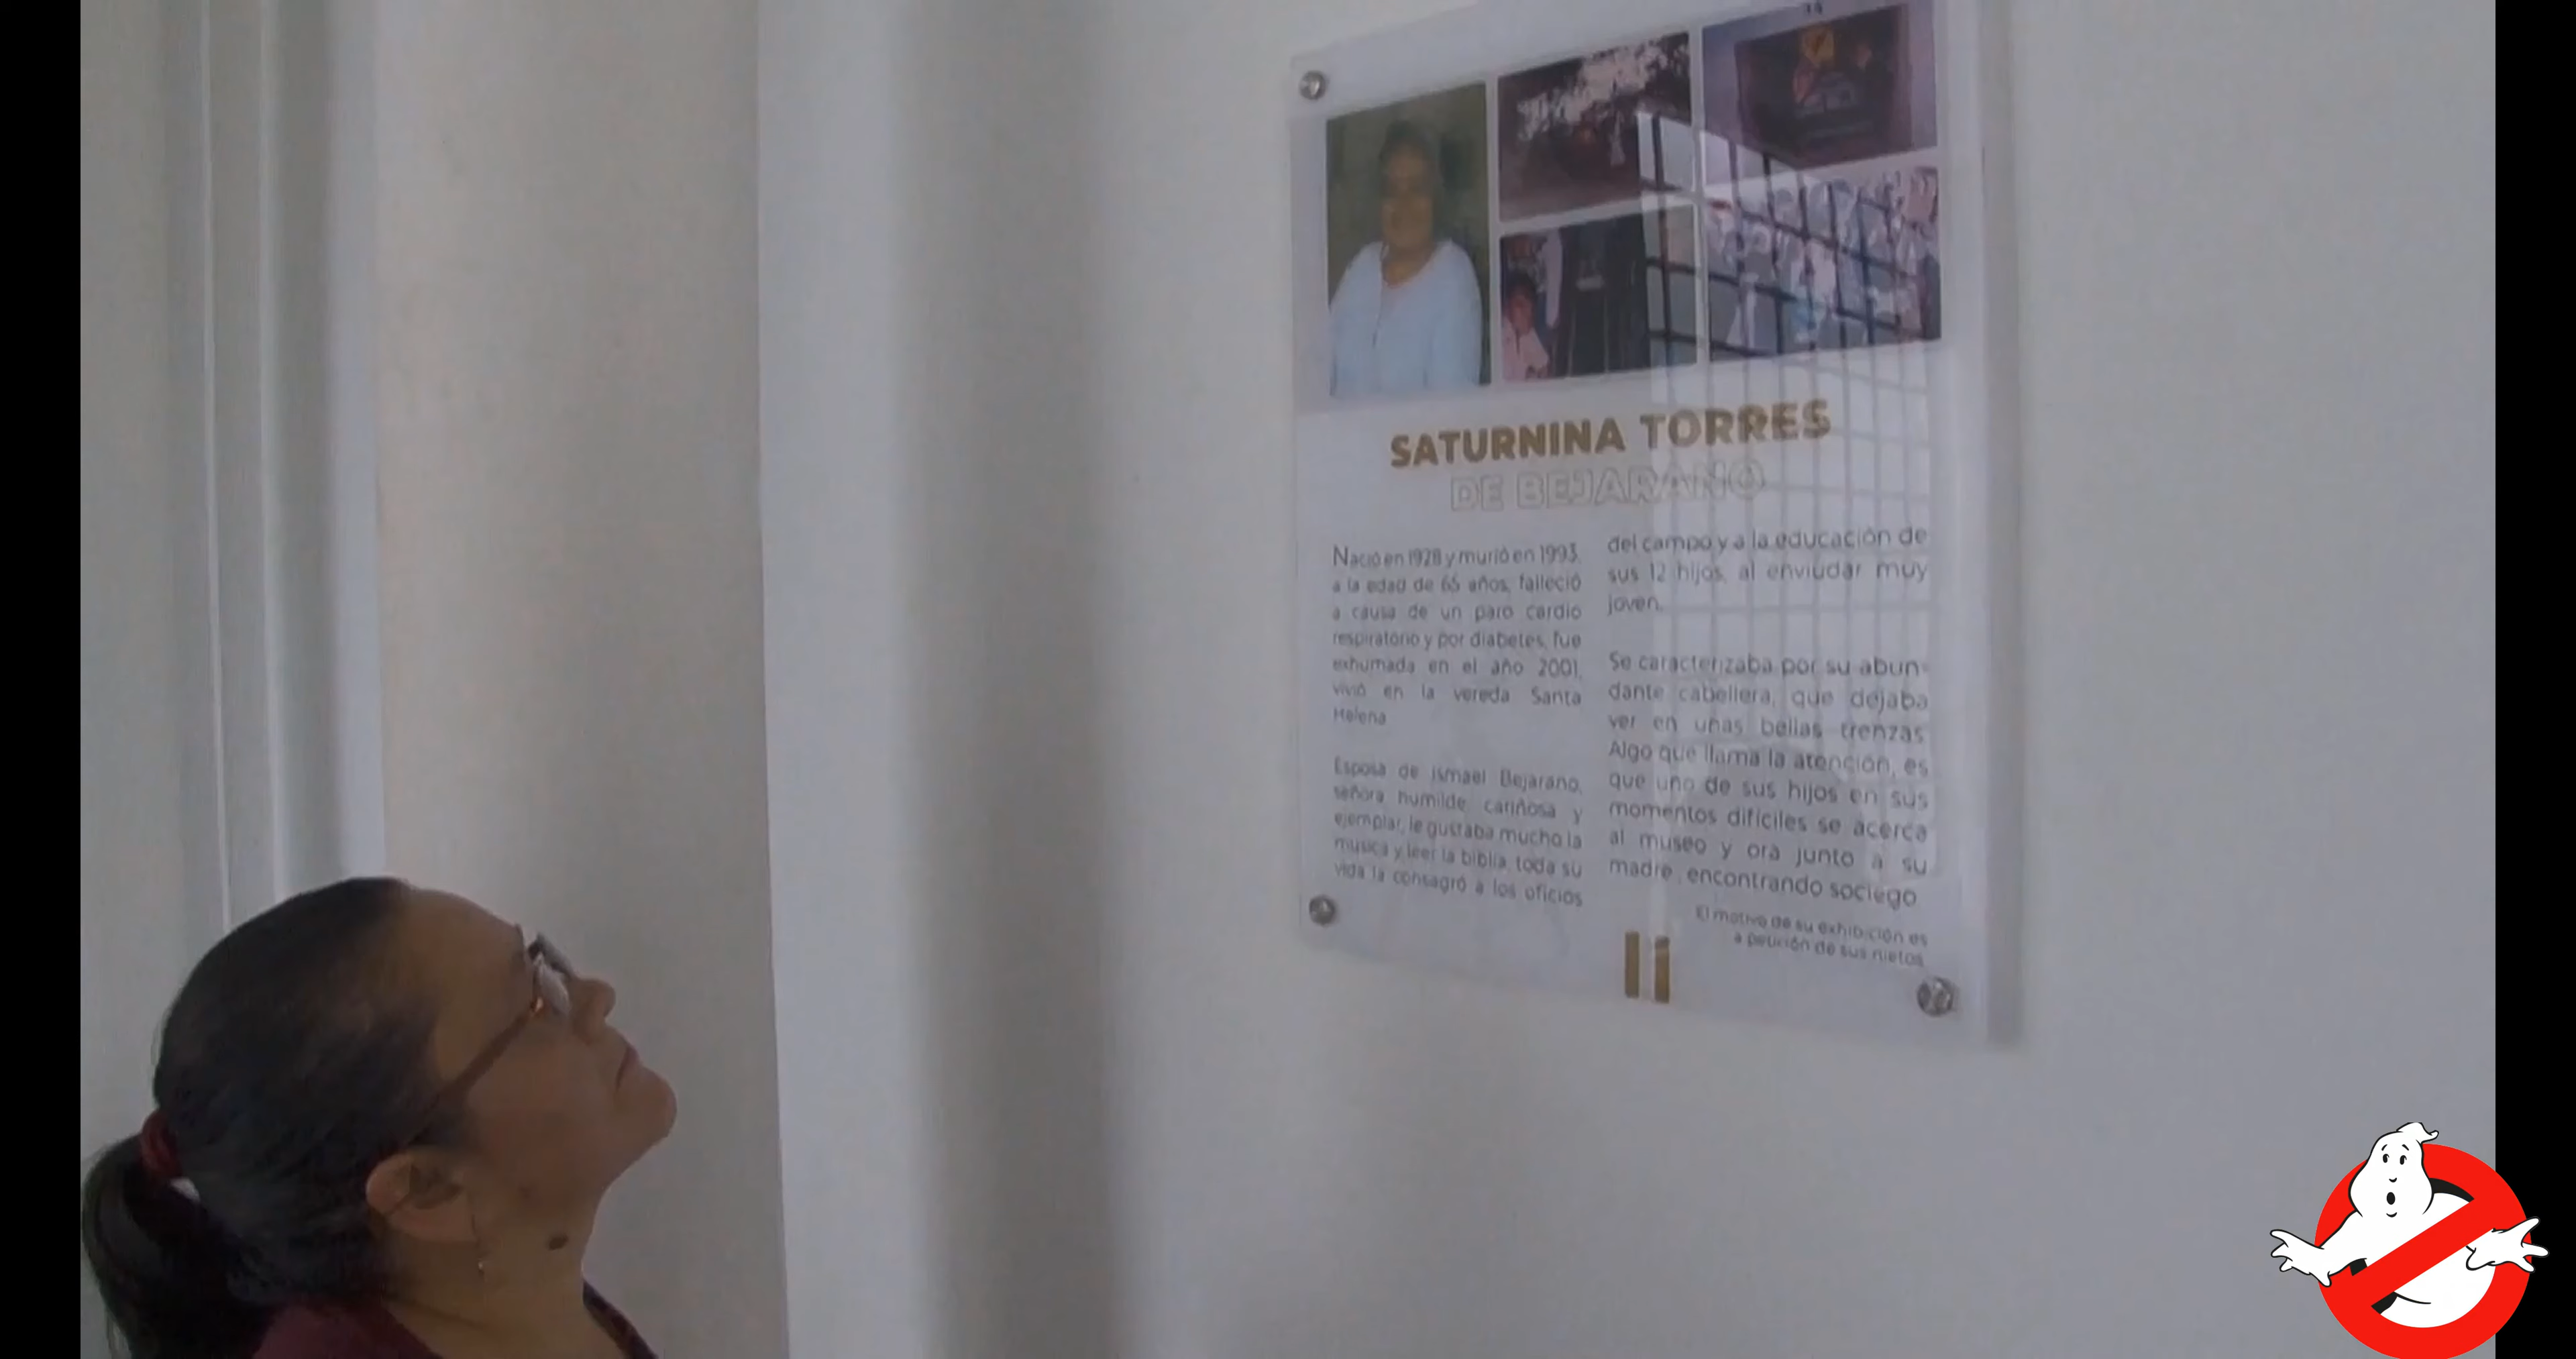 SATURNINA TORRES
DE BEJARANO
Nació en 1928 y murió en 1993,
a la edad de 65 años, falleció
a causa de un paro cardio
respiratorio y por diabetes, fue
exhumada en el año 2001,
vivió en la vereda Santa
Helena
Esposa de Ismael Bejarano,
señora humilde, cariñosa y
ejemplar, le gustaba mucho la
música y leer la biblia, toda su
vida la consagró a los oficios
del campo y a la educación de
sus 12 hijos, al enviudar muy
joven.
Se caracterizaba por su abun-
dante cabellera, que dejaba
ver en unas bellas trenzas
Algo que llama la atención, es
que uno de sus hijos en sus
momentos difíciles se acerca
al museo y ora junto a su
madre, encontrando sociego
El motivo de su exhibición es
a petición de sus nietos